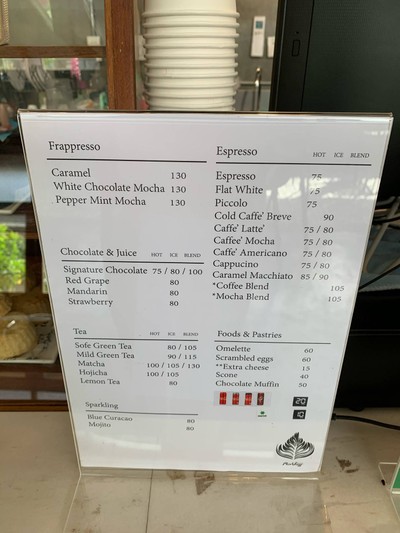 Frappresso
Caramel 130
White Chocolate Mocha 130
Pepper Mint Mocha 130
Espresso HOT ICE BLEND
Espresso 75
Flat White 75
Piccolo 75
Cold Caffe' Breve 90
Caffe' Latte' 75 / 80
Caffee' Mocha 75 / 80
Caffe' Americano 75 / 80
Cappucino 75 / 80
Caramel Macchiato 85 / 90
*Coffee Blend 105
*Mocha Blend 105
Chocolate & Juice HOT ICE BLEND
Signature Chocolate 75 / 80 / 100
Red Grape 80
Mandarin 80
Strawberry 80
Tea HOT ICE BLEND
Sofe Green Tea 80 / 105
Mild Green Tea 90 / 115
Matcha 100 / 105 / 130
Hojicha 100 / 105
Lemon Tea 80
Sparkling
Blue Curacao 80
Mojito 80
Foods & Pastries
Omelette 60
Scrambled eggs 60
**Extra cheese 15
Scone 40
Chocolate Muffin 50
20
10